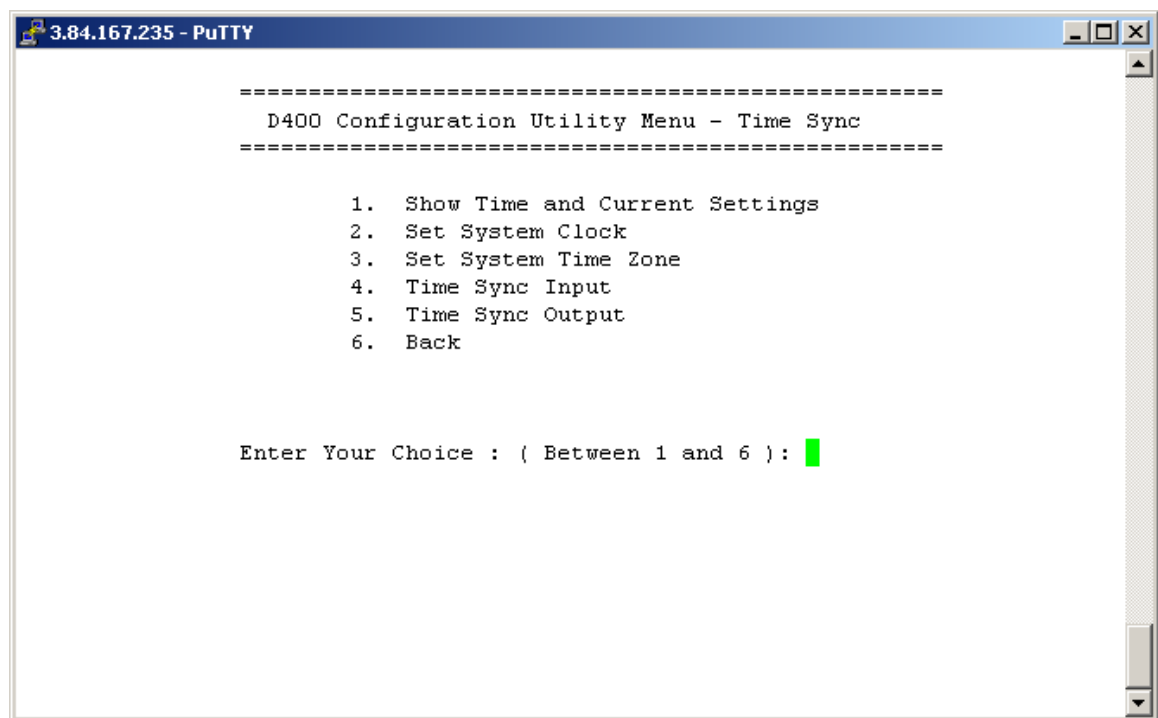 3.84.167.235 - PuTTY
===================================================
D400 Configuration Utility Menu - Time Sync
===================================================
1. Show Time and Current Settings
2. Set System Clock
3. Set System Time Zone
4. Time Sync Input
5. Time Sync Output
6. Back
Enter Your Choice : ( Between 1 and 6 ):